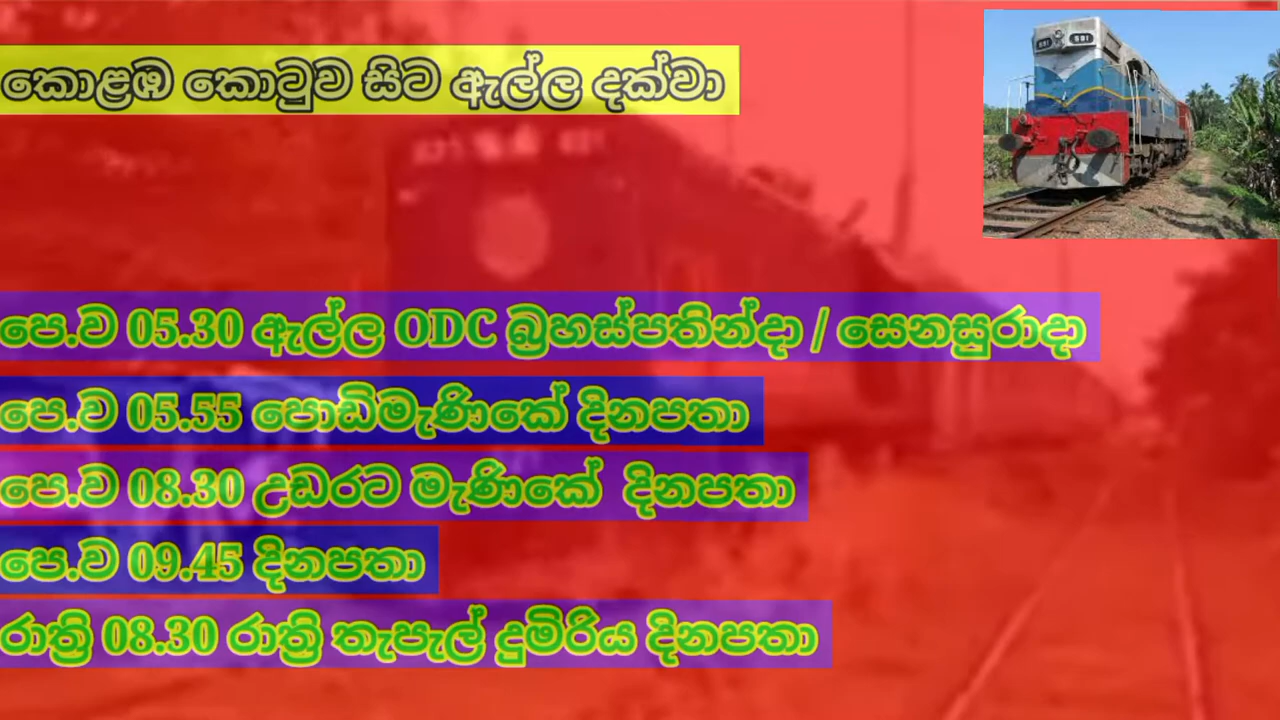 කොළඹ කොටුව සිට ඇල්ල දක්වා
පෙ.ව 05.30 ඇල්ල ODC බ්‍රහස්පතින්දා / සෙනසුරාදා
පෙ.ව 05.55 පොඩිමැණිකේ දිනපතා
පෙ.ව 08.30 උඩරට මැණිකේ දිනපතා
පෙ.ව 09.45 දිනපතා
රාත්‍රි 08.30 රාත්‍රි තැපැල් දුම්රිය දිනපතා